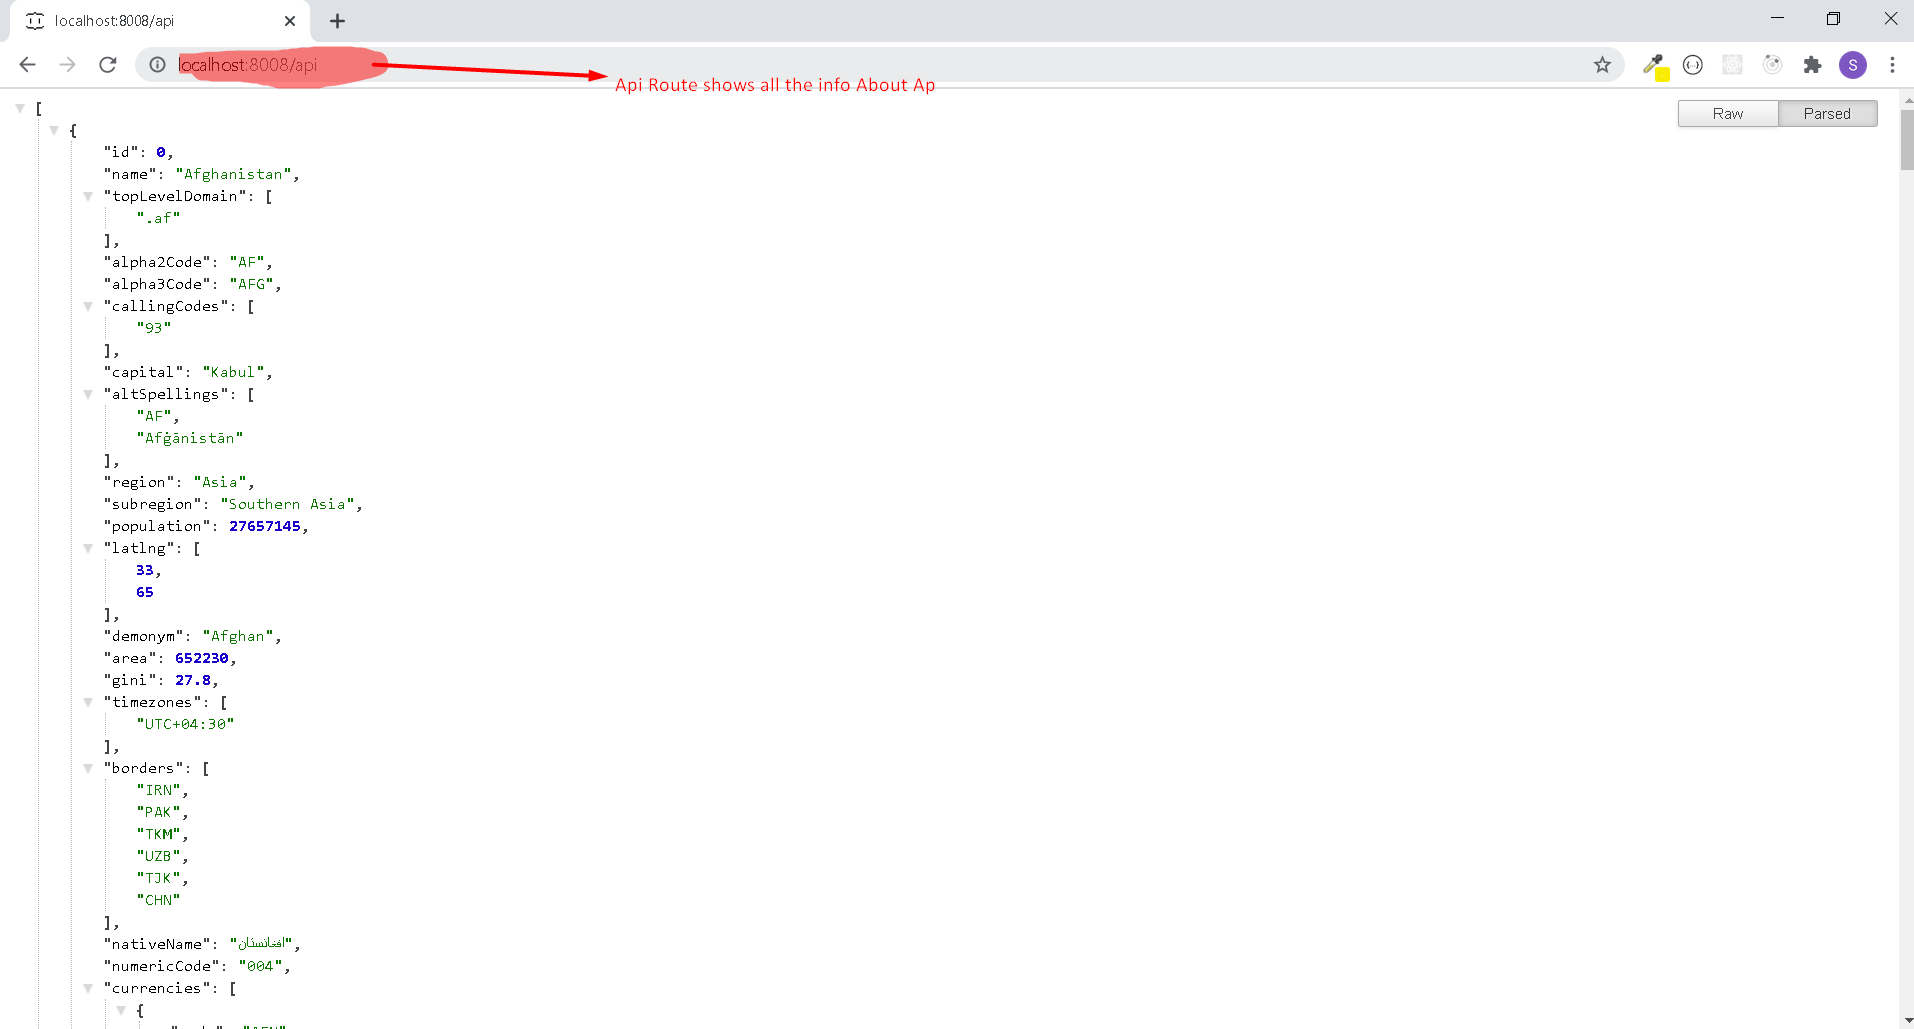 localhost:8008/api
localhost:8008/api
Api Route shows all the info About Ap
S
Raw
Parsed
[
{
"id": 0,
"name": "Afghanistan",
"topLevelDomain": [
".af"
],
"alpha2Code": "AF",
"alpha3Code": "AFG",
"callingCodes": [
"93"
],
"capital": "Kabul",
"altSpellings": [
"AF",
"Afġānistān"
],
"region": "Asia",
"subregion": "Southern Asia",
"population": 27657145,
"latlng": [
33,
65
],
"demonym": "Afghan",
"area": 652230,
"gini": 27.8,
"timezones": [
"UTC+04:30"
],
"borders": [
"IRN",
"PAK",
"TKM",
"UZB",
"TJK",
"CHN"
],
"nativeName": "افغانستان",
"numericCode": "004",
"currencies": [
{